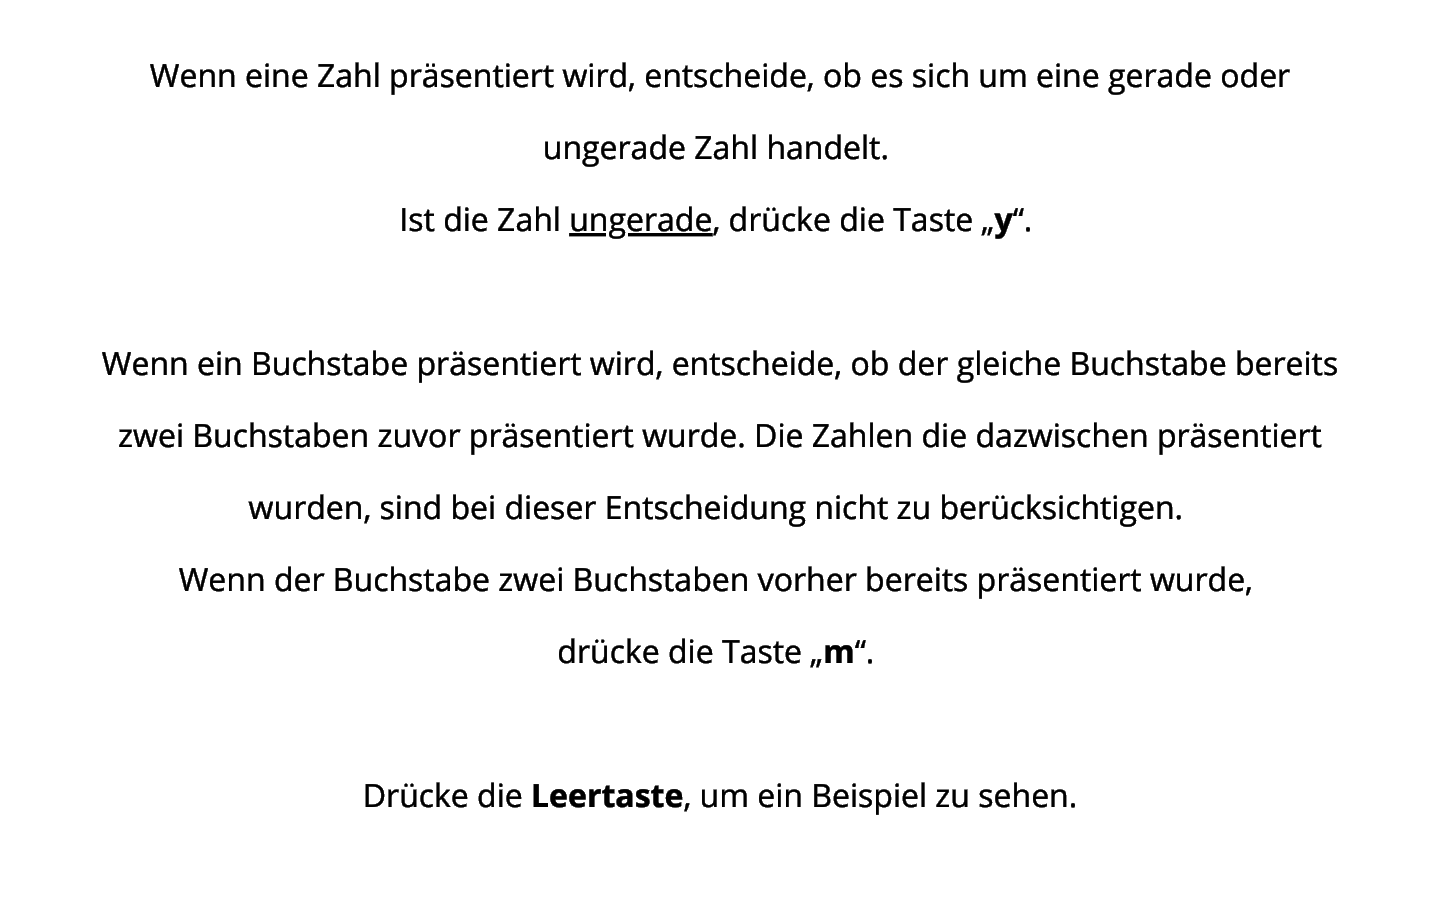 Wenn eine Zahl präsentiert wird, entscheide, ob es sich um eine gerade oder
ungerade Zahl handelt.
Ist die Zahl ungerade, drücke die Taste „y“.
Wenn ein Buchstabe präsentiert wird, entscheide, ob der gleiche Buchstabe bereits
zwei Buchstaben zuvor präsentiert wurde. Die Zahlen die dazwischen präsentiert
wurden, sind bei dieser Entscheidung nicht zu berücksichtigen.
Wenn der Buchstabe zwei Buchstaben vorher bereits präsentiert wurde,
drücke die Taste „m“.
Drücke die Leertaste, um ein Beispiel zu sehen.